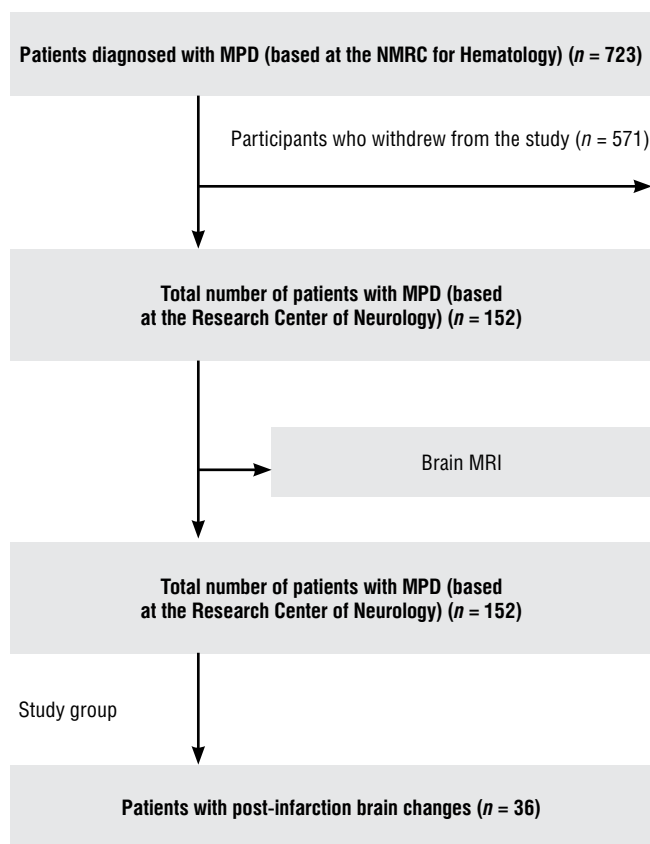 Patients diagnosed with MPD (based at the NMRC for Hematology) (n = 723)
Participants who withdrew from the study (n = 571)
Total number of patients with MPD (based
at the Research Center of Neurology) (n = 152)
Brain MRI
Total number of patients with MPD (based
at the Research Center of Neurology) (n = 152)
Study group
Patients with post-infarction brain changes (n = 36)